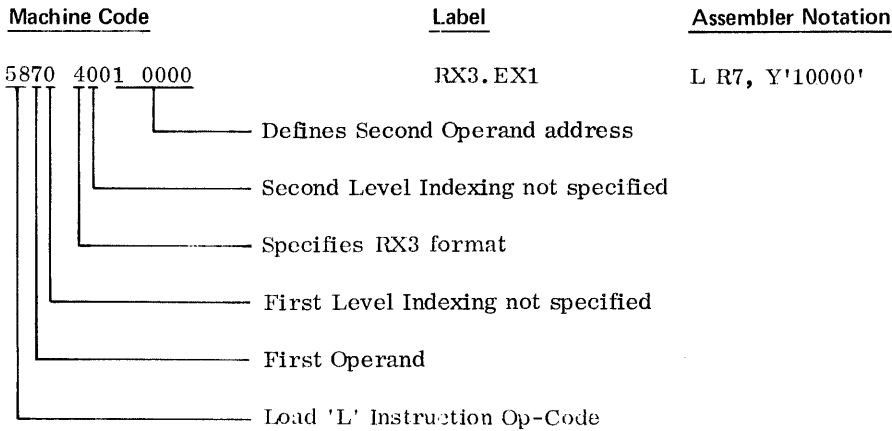 Machine Code Label Assembler Notation
5870 4001 0000 RX3.EX1 L R7, Y'10000'
Defines Second Operand address
Second Level Indexing not specified
Specifies RX3 format
First Level Indexing not specified
First Operand
Load 'L' Instruction Op-Code